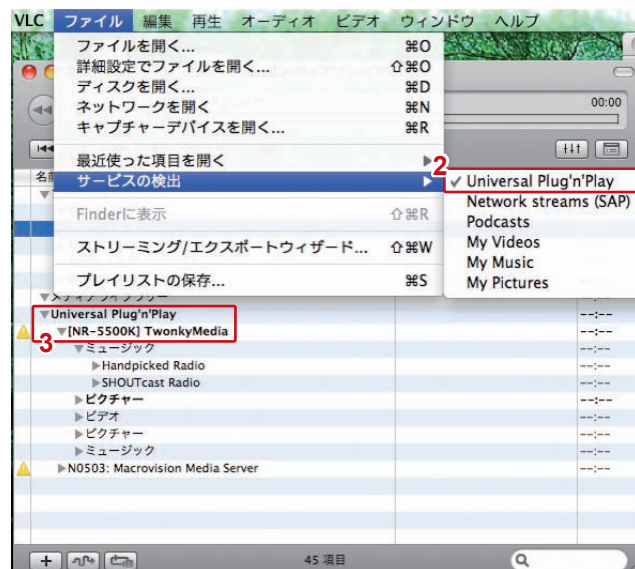 VLC ファイル 編集 再生 オーディオ ビデオ ウィンドウ ヘルプ
ファイルを開く... ⌘O
詳細設定でファイルを開く... ⇧⌘O
ディスクを開く... ⌘D
ネットワークを開く ⌘N
キャプチャーデバイスを開く... ⌘R
00:00
最近使った項目を開く ▶
2
サービスの検出 ▶
✓ Universal Plug'n'Play
Network streams (SAP)
Podcasts
My Videos
My Music
My Pictures
Finderに表示 ⇧⌘R
ストリーミング/エクスポートウィザード... ⇧⌘W
プレイリストの保存... ⌘S
▼Universal Plug'n'Play --:--
3
▼[NR-5500K] TwonkyMedia --:--
▼ミュージック --:--
▶Handpicked Radio --:--
▶SHOUTcast Radio --:--
▶ピクチャー --:--
▶ビデオ --:--
▶ピクチャー --:--
▶ミュージック --:--
▶N0503: Macrovision Media Server --:--
45 項目